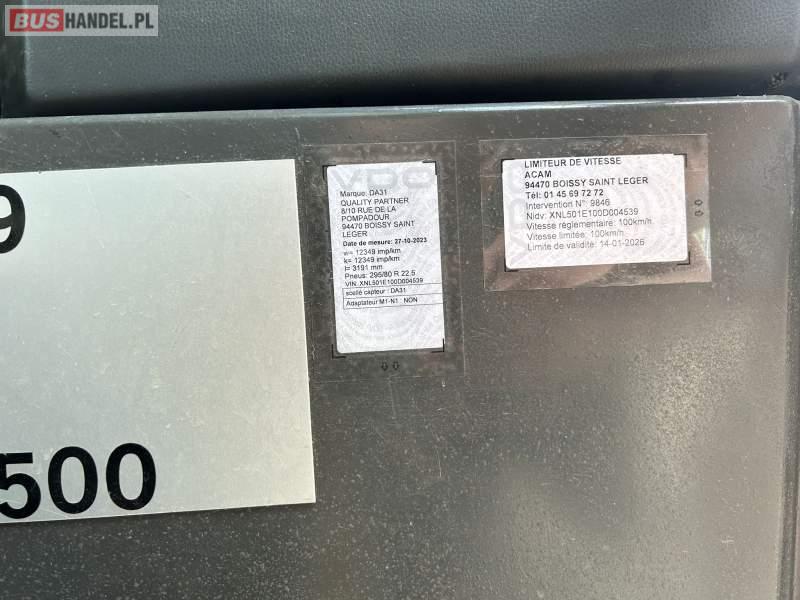 BUSHANDEL.PL
9
500
VDO
Marque: DA31
QUALITY PARTNER
8/10 RUE DE LA
POMPADOUR
94470 BOISSY SAINT
LEGER
Date de mesure: 27-10-2023
w= 12349 imp/km
k= 12349 imp/km
l= 3191 mm
Pneus: 295/80 R 22.5
VIN: XNL501E100D004539
scellé capteur : DA31
Adaptateur M1-N1 : NON
LIMITEUR DE VITESSE
ACAM
94470 BOISSY SAINT LEGER
Tél: 01 45 69 72 72
Intervention N°: 9846
Nidv: XNL501E100D004539
Vitesse réglementaire: 100km/h
Vitesse limitée: 100km/h
Limite de validité: 14-01-2026